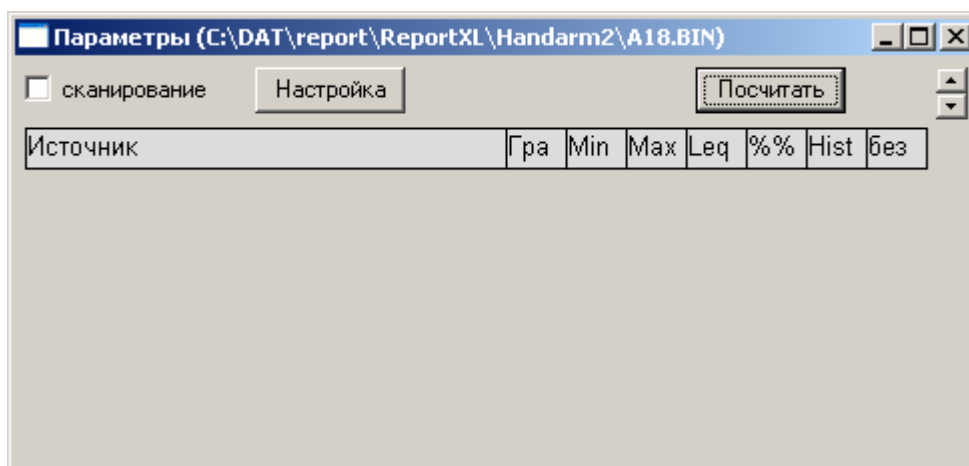 Параметры (C:\DAT\report\ReportXL\Handarm2\A18.BIN)
сканирование Настройка Посчитать
Источник Гра Min Max Leq %% Hist без